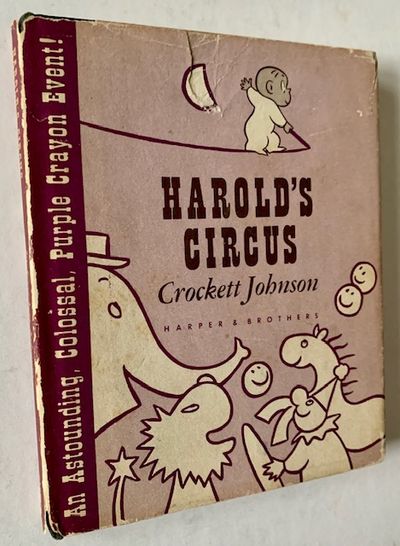 An Astounding, Colossal, Purple Crayon Event!
HAROLD'S
CIRCUS
Crockett Johnson
HARPER & BROTHERS